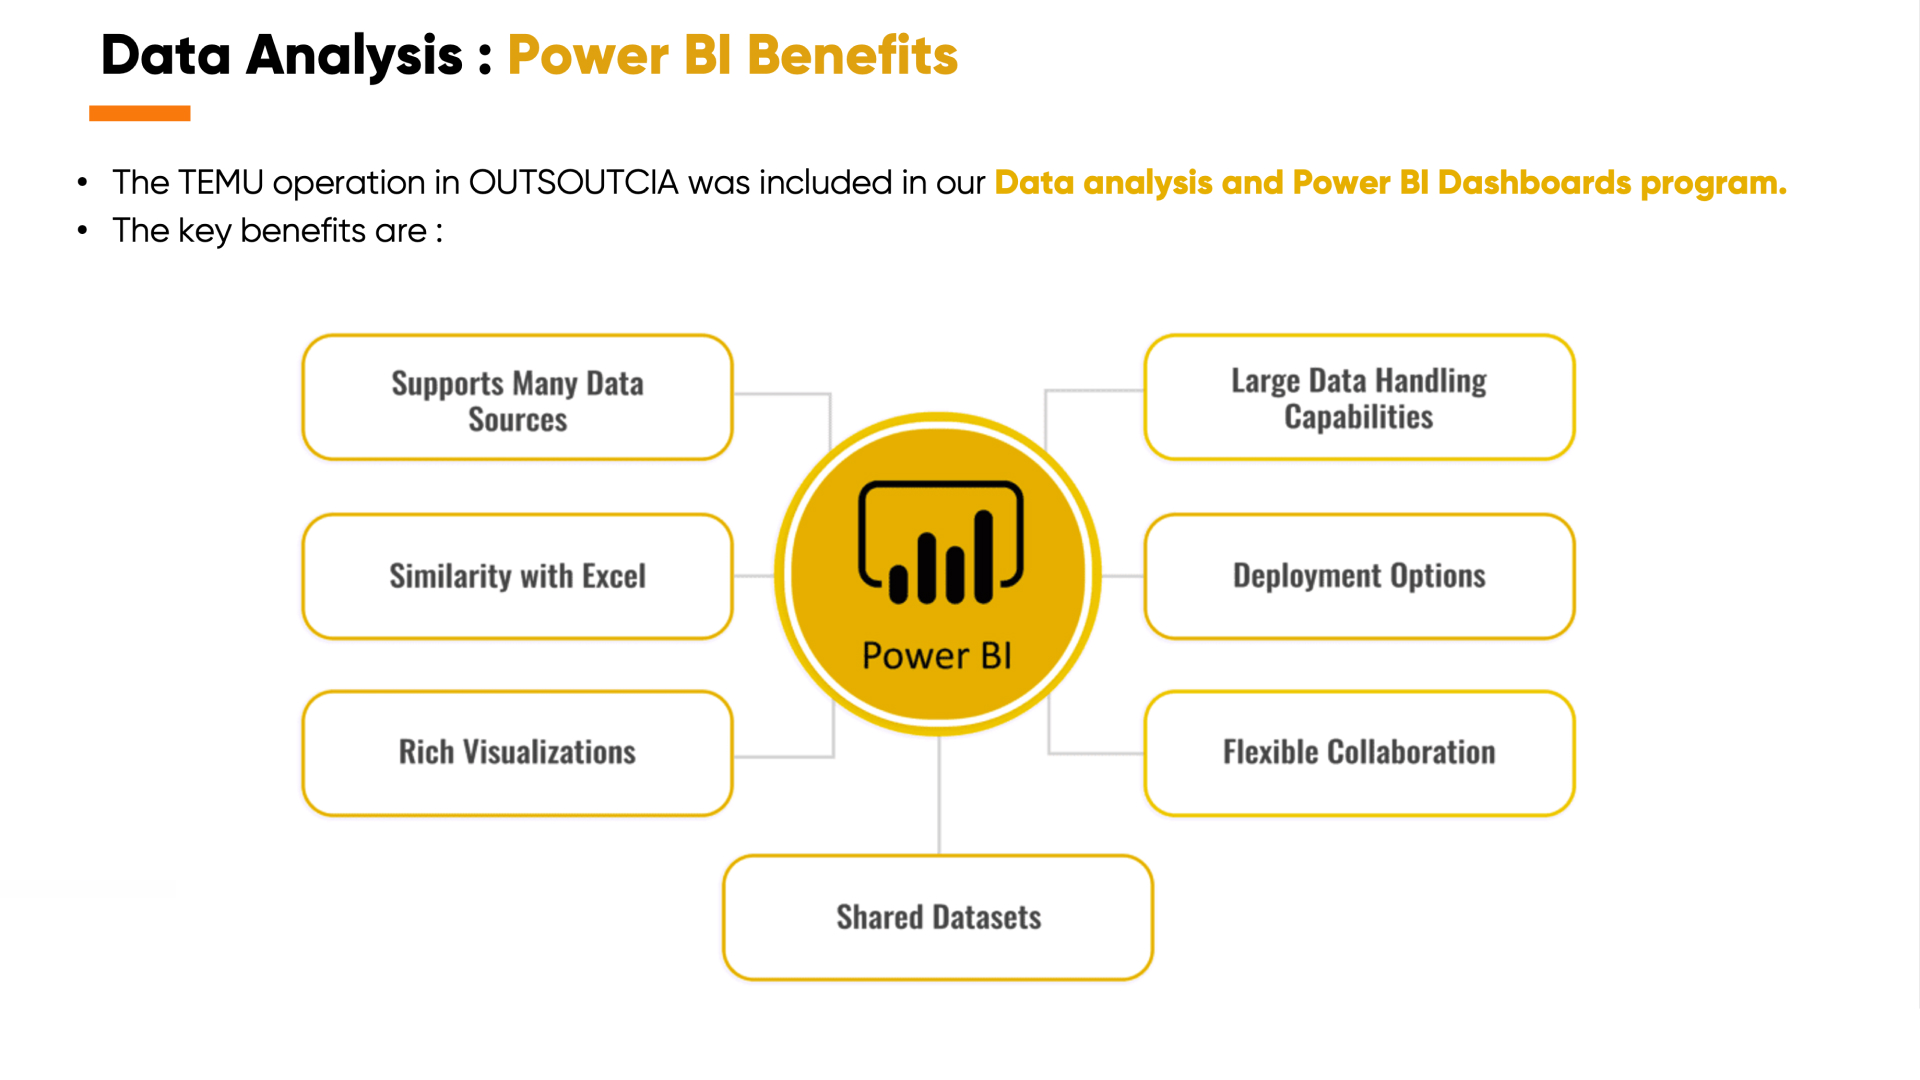 Data Analysis : Power BI Benefits
• The TEMU operation in OUTSOUTCIA was included in our Data analysis and Power BI Dashboards program.
• The key benefits are :
Supports Many Data
Sources
Large Data Handling
Capabilities
Similarity with Excel
Power BI
Deployment Options
Rich Visualizations
Flexible Collaboration
Shared Datasets